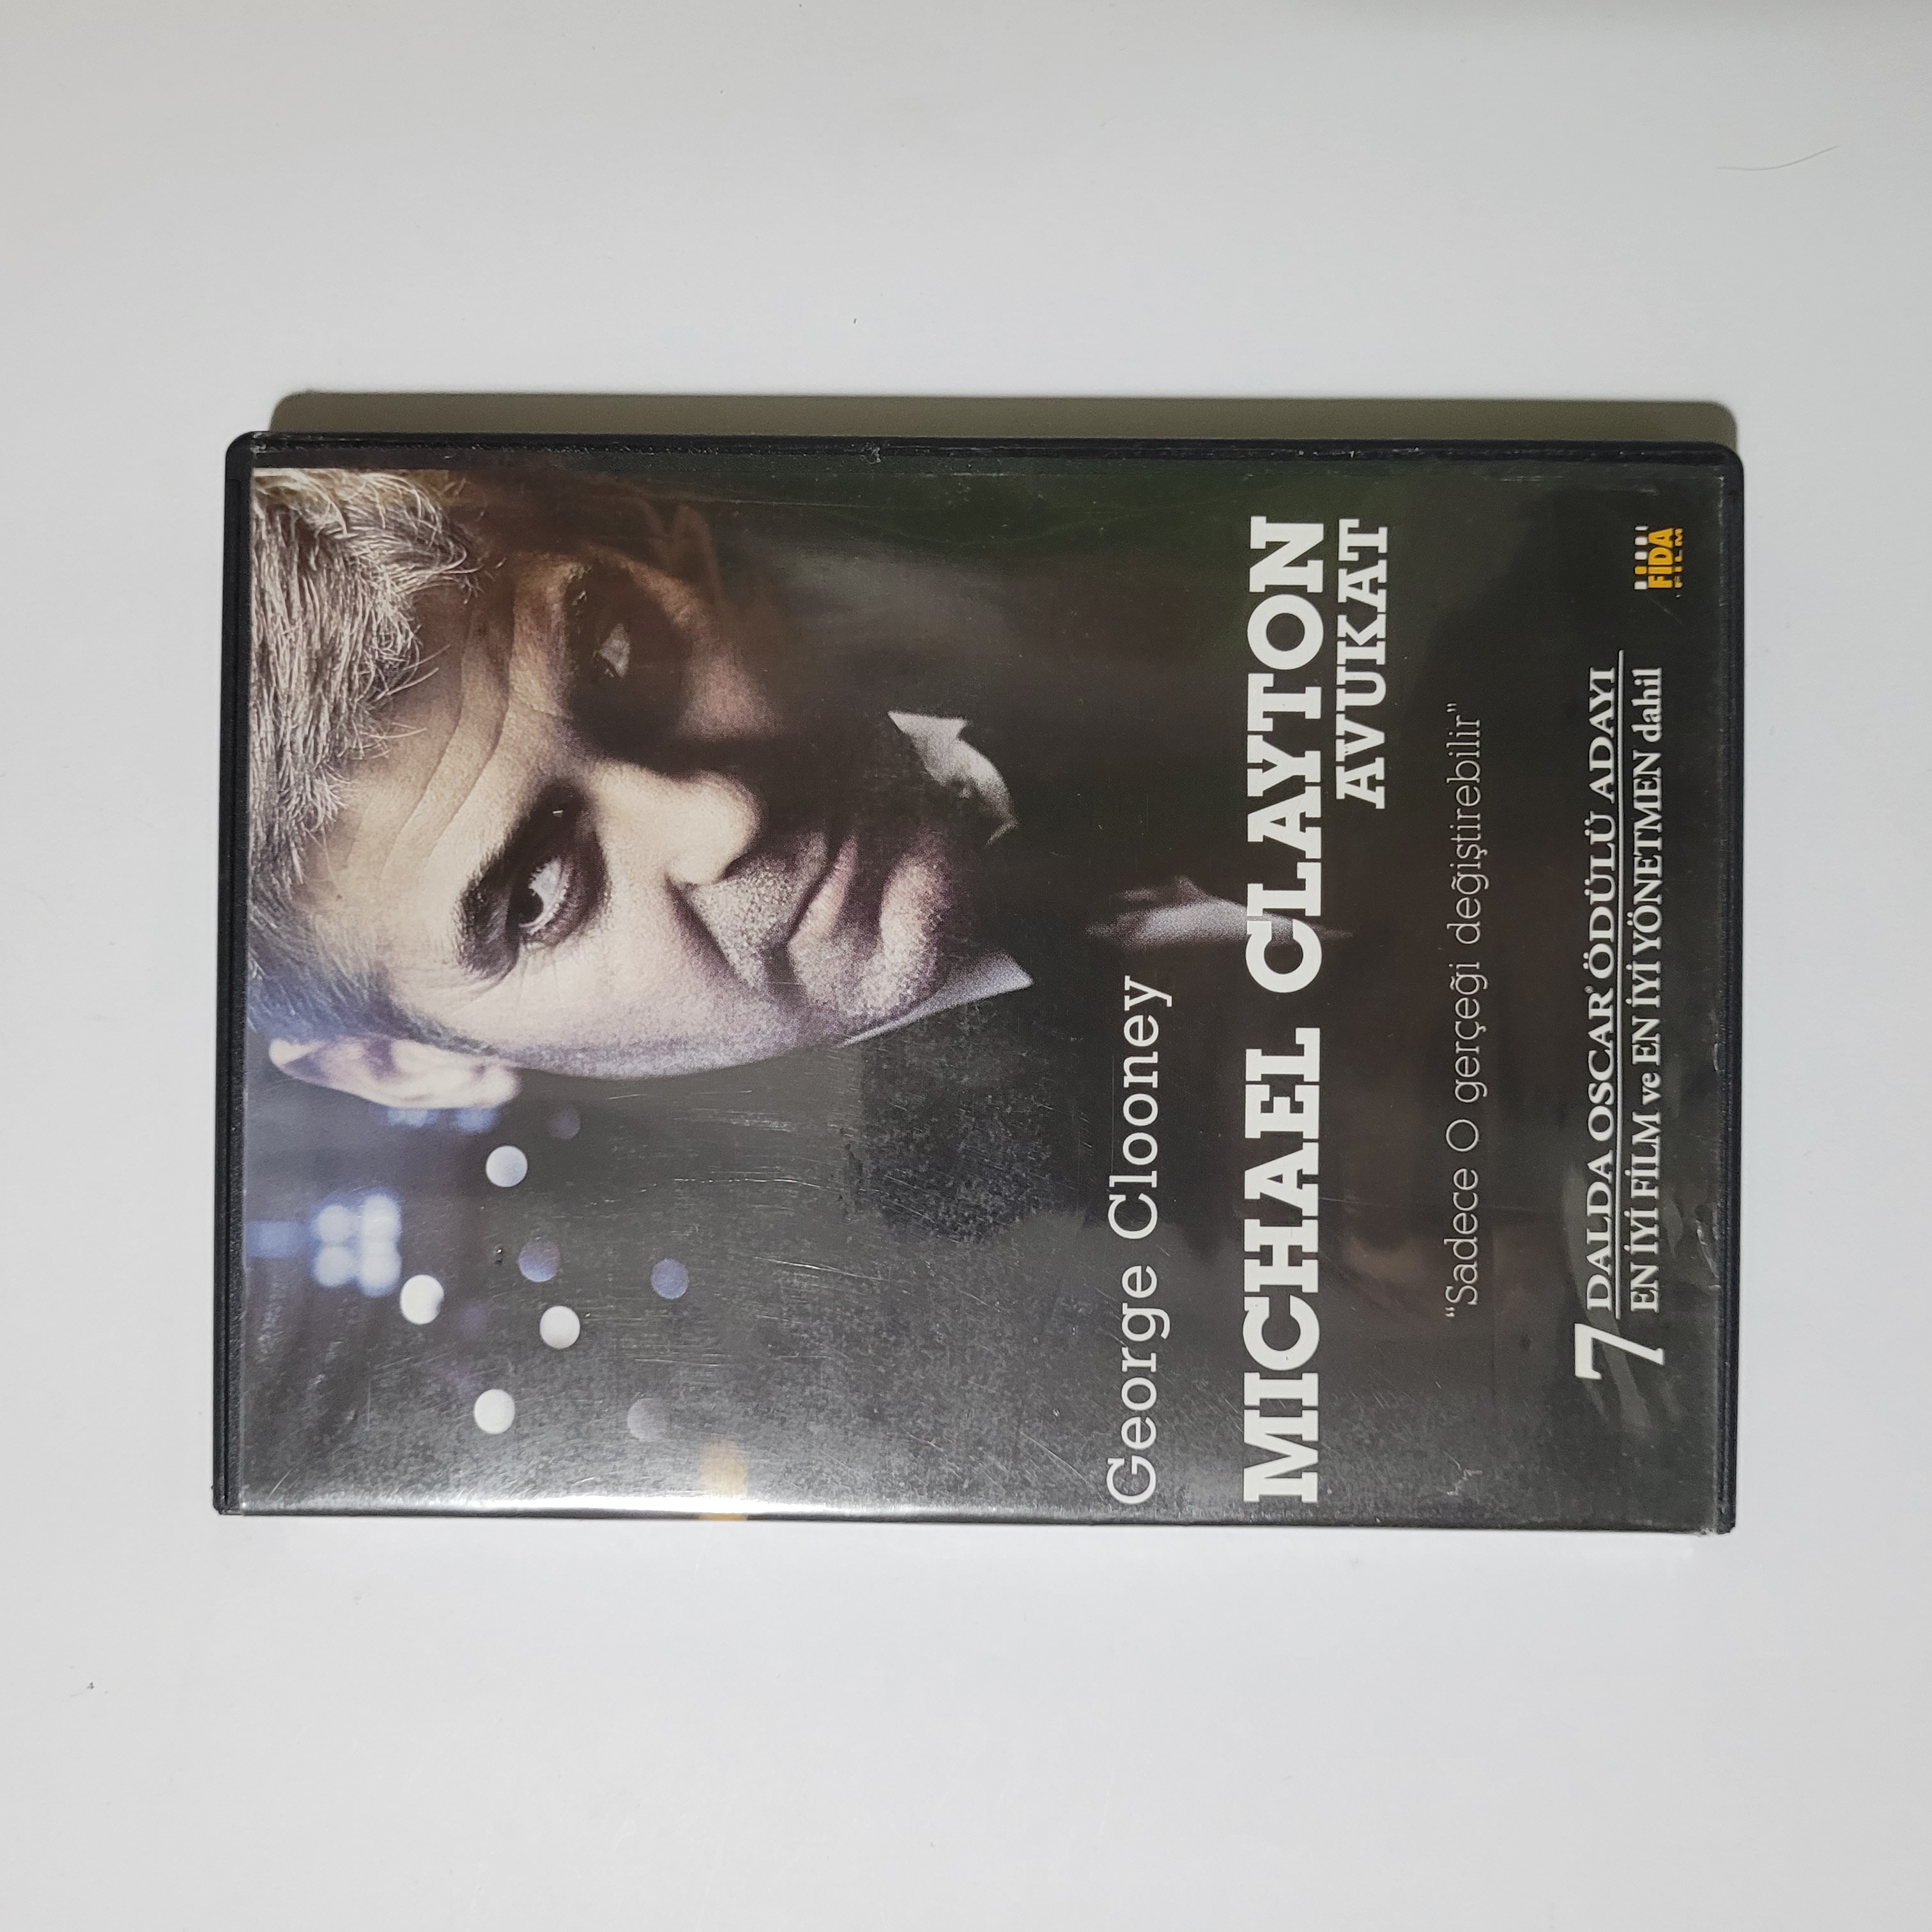 George Clooney
MICHAEL CLAYTON
AVUKAT
"Sadece O gerçeği değiştirebilir"
7 DALDA OSCAR® ÖDÜLÜ ADAYI
EN İYİ FİLM ve EN İYİ YÖNETMEN dahil
FİDA
FİLM